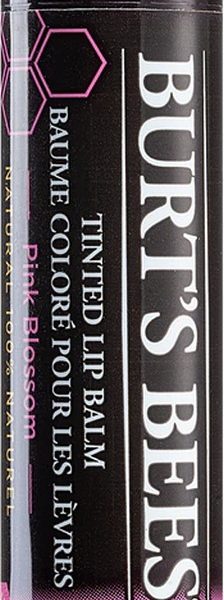 BURT'S BEES
TINTED LIP BALM
BAUME COLORÉ POUR LES LÈVRES
Pink Blossom
NATURAL 100% NATUREL